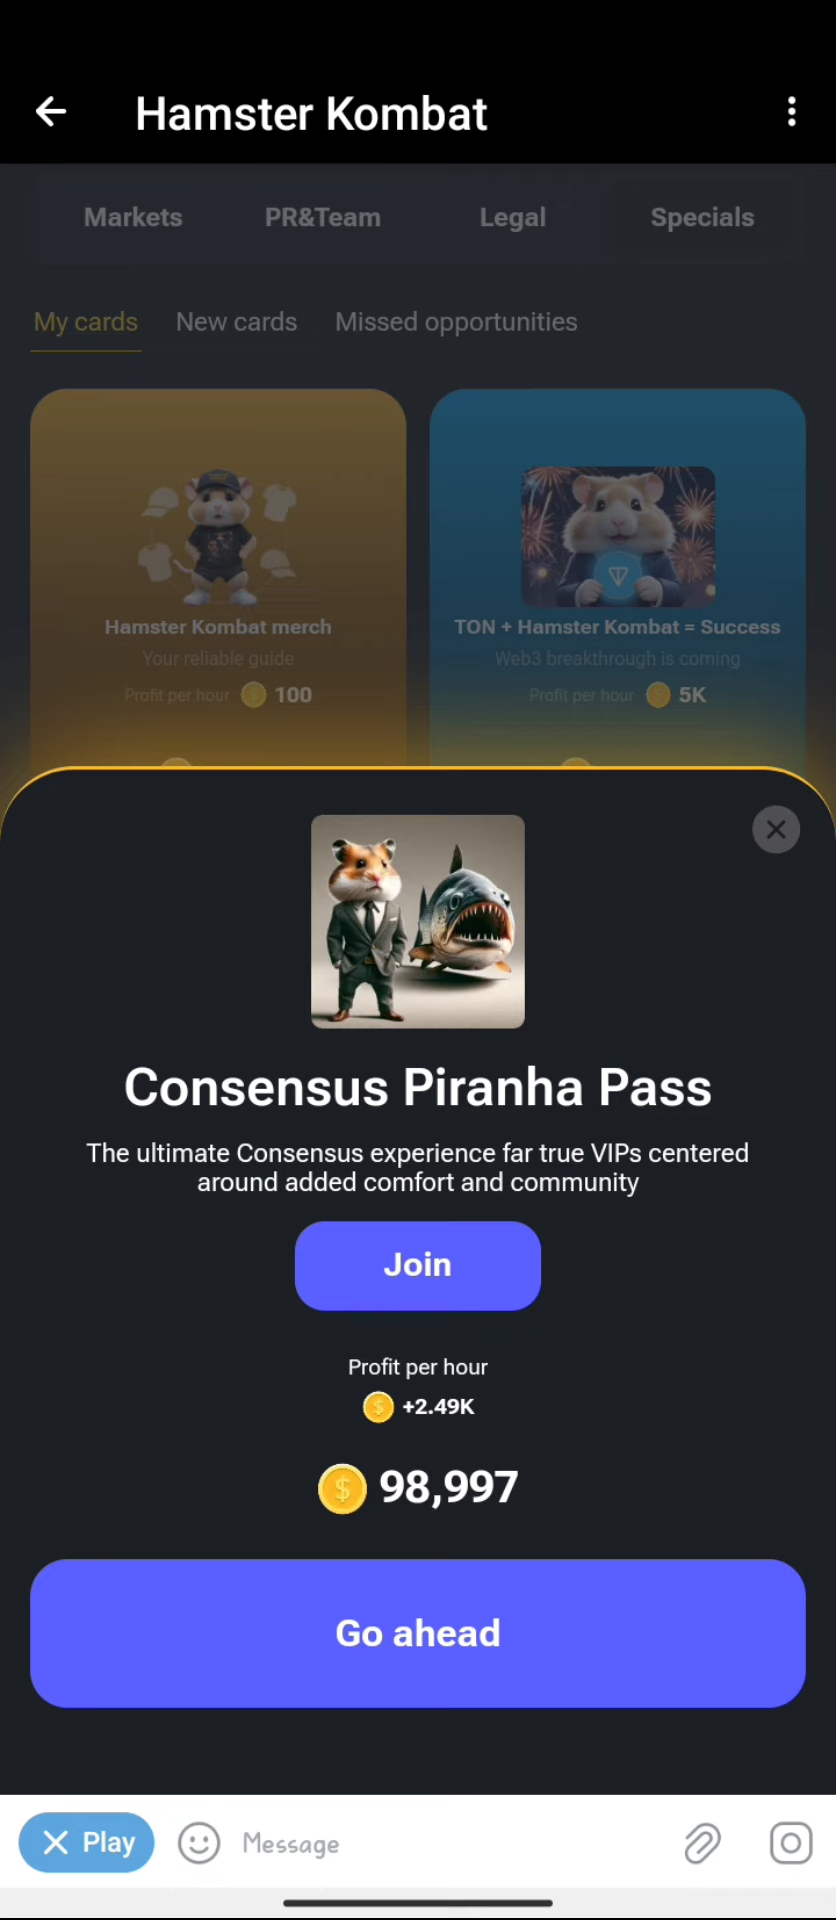 Hamster Kombat
Markets PR&Team Legal Specials
My cards New cards Missed opportunities
Hamster Kombat merch
Your reliable guide
Profit per hour 100
TON + Hamster Kombat = Success
Web3 breakthrough is coming
Profit per hour 5K
Consensus Piranha Pass
The ultimate Consensus experience far true VIPs centered
around added comfort and community
Join
Profit per hour
+2.49K
98,997
Go ahead
Play Message